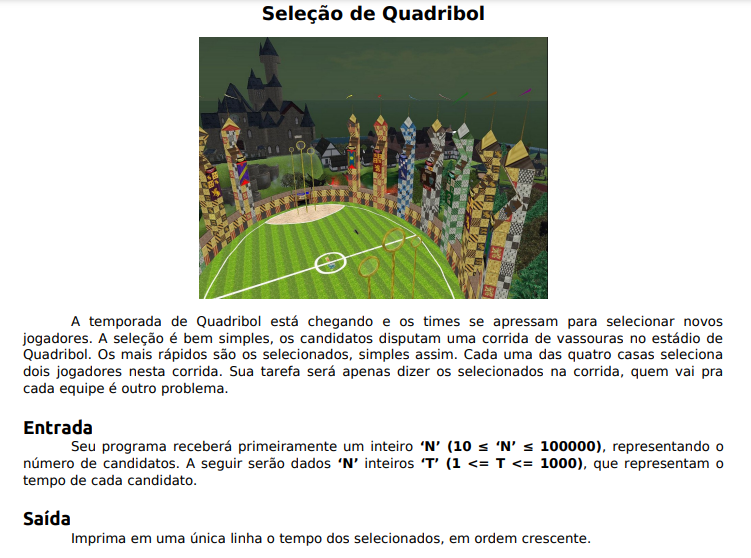 Seleção de Quadribol
A temporada de Quadribol está chegando e os times se apressam para selecionar novos
jogadores. A seleção é bem simples, os candidatos disputam uma corrida de vassouras no estádio de
Quadribol. Os mais rápidos são os selecionados, simples assim. Cada uma das quatro casas seleciona
dois jogadores nesta corrida. Sua tarefa será apenas dizer os selecionados na corrida, quem vai pra
cada equipe é outro problema.
Entrada
Seu programa receberá primeiramente um inteiro ‘N’ (10 ≤ ‘N’ ≤ 100000), representando o
número de candidatos. A seguir serão dados ‘N’ inteiros ‘T’ (1 <= T <= 1000), que representam o
tempo de cada candidato.
Saída
Imprima em uma única linha o tempo dos selecionados, em ordem crescente.